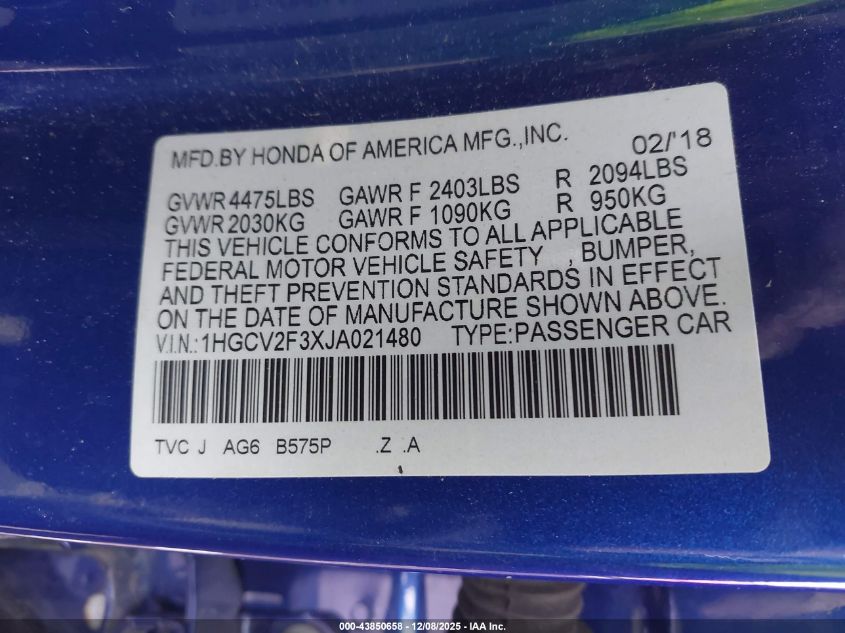 MFD.BY HONDA OF AMERICA MFG.,INC. 02/'18
GVWR 4475LBS GAWR F 2403LBS R 2094LBS
GVWR 2030KG GAWR F 1090KG R 950KG
THIS VEHICLE CONFORMS TO ALL APPLICABLE
FEDERAL MOTOR VEHICLE SAFETY , BUMPER,
AND THEFT PREVENTION STANDARDS IN EFFECT
ON THE DATE OF MANUFACTURE SHOWN ABOVE.
V.I.N.:1HGCV2F3XJA021480 TYPE:PASSENGER CAR
TVC J AG6 B575P .Z .A
000-43850658 - 12/08/2025 - IAA Inc.